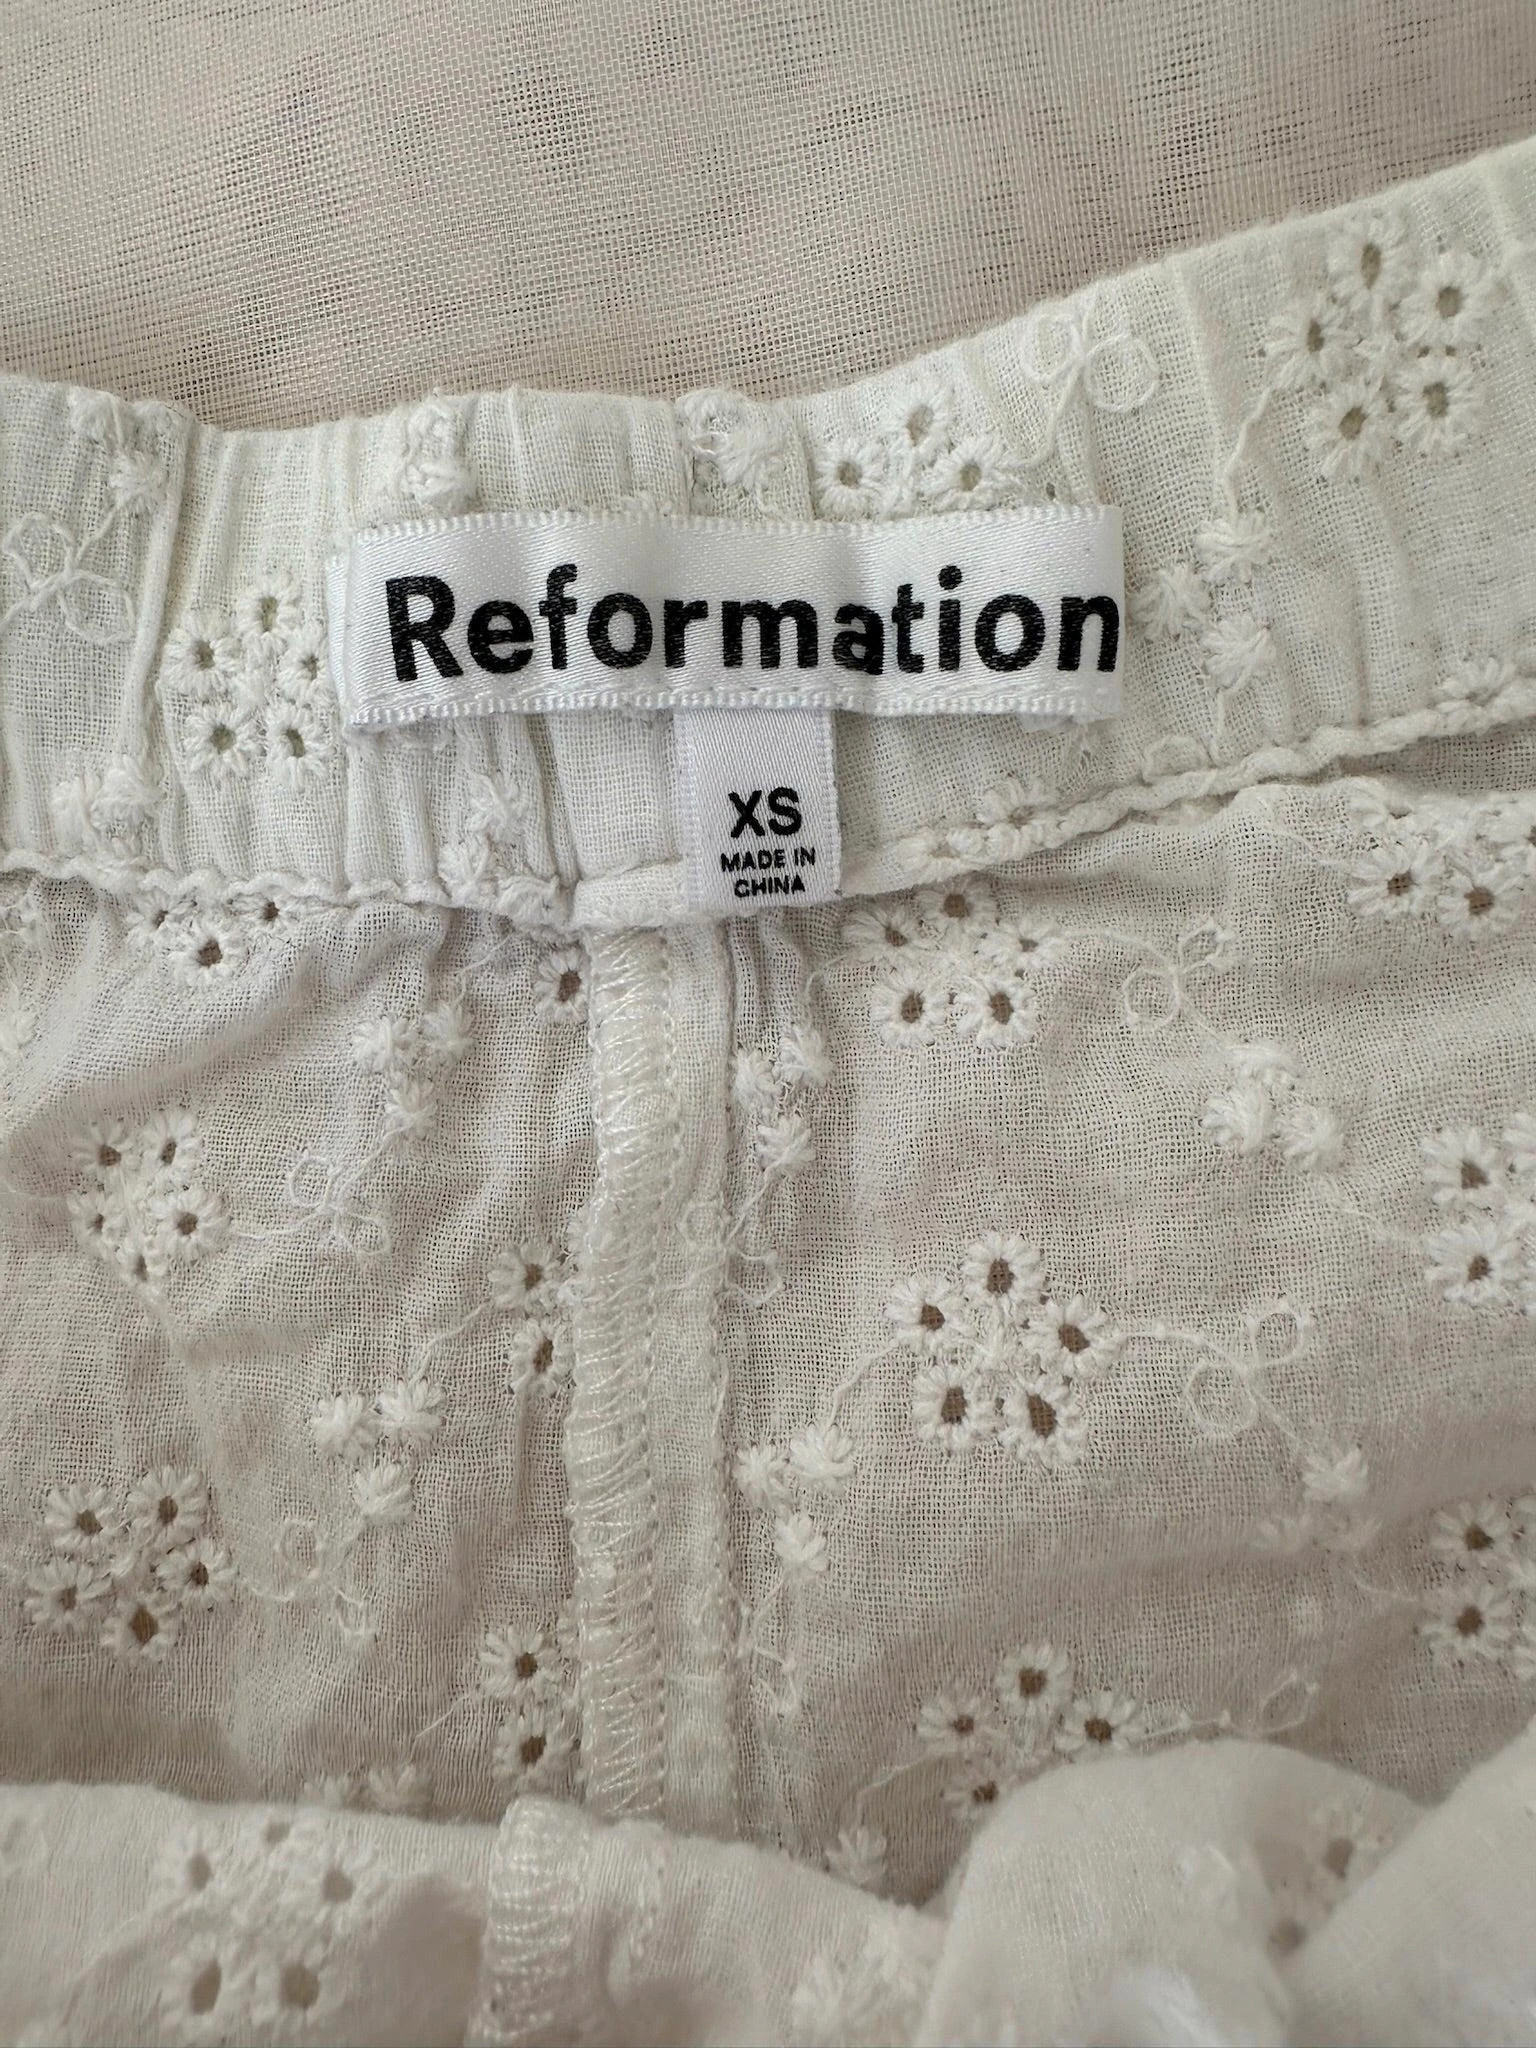 Reformation
XS
MADE IN
CHINA